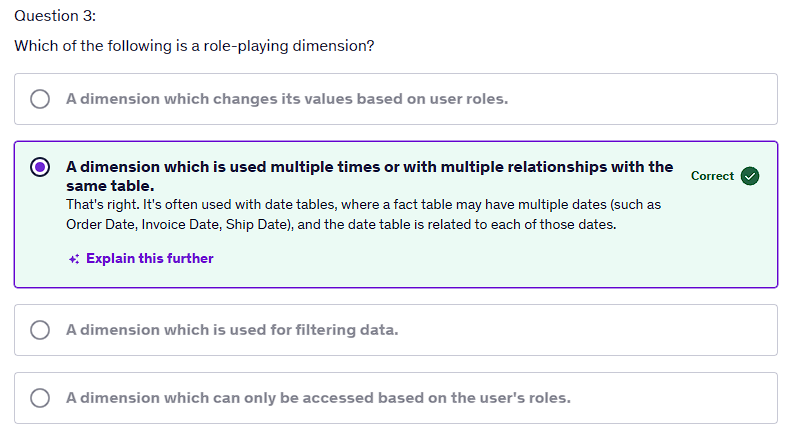 Question 3:
Which of the following is a role-playing dimension?
A dimension which changes its values based on user roles.
A dimension which is used multiple times or with multiple relationships with the
same table.
Correct
That's right. It's often used with date tables, where a fact table may have multiple dates (such as
Order Date, Invoice Date, Ship Date), and the date table is related to each of those dates.
Explain this further
A dimension which is used for filtering data.
A dimension which can only be accessed based on the user's roles.